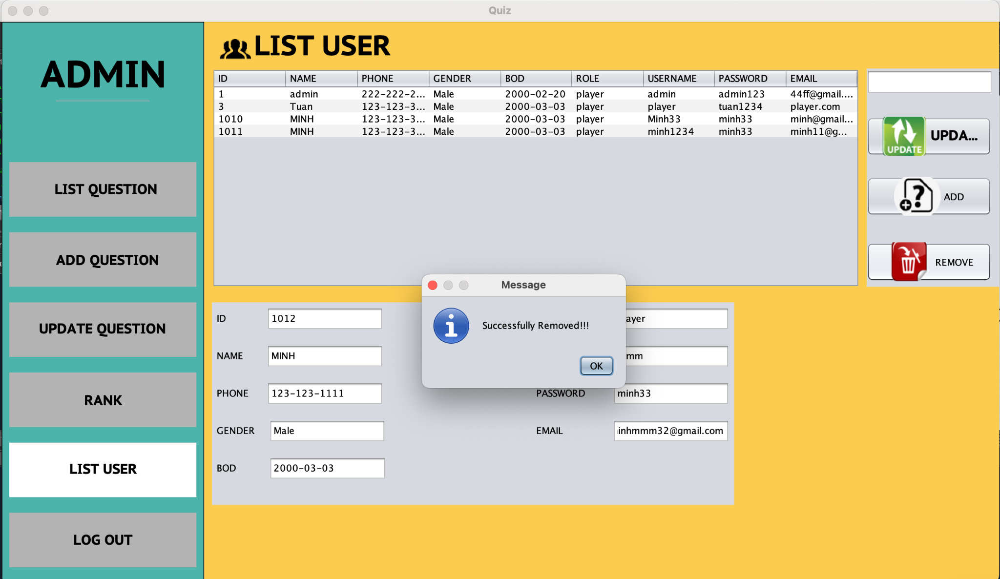 Quiz
ADMIN
LIST QUESTION
ADD QUESTION
UPDATE QUESTION
RANK
LIST USER
LOG OUT
LIST USER
ID NAME PHONE GENDER BOD ROLE USERNAME PASSWORD EMAIL
1 admin 222-222-2... Male 2000-02-20 player admin admin123 44ff@gmail....
3 Tuan 123-123-3... Male 2000-03-03 player player tuan1234 player.com
1010 MINH 123-123-3... Male 2000-03-03 player Minh33 minh33 minh@gmail...
1011 MINH 123-123-3... Male 2000-03-03 player minh1234 minh33 minh11@g...
UPDATE UPDA...
ADD
REMOVE
Message
Successfully Removed!!!
OK
ID 1012 ayer
NAME MINH mm
PHONE 123-123-1111 PASSWORD minh33
GENDER Male EMAIL inhmmm32@gmail.com
BOD 2000-03-03